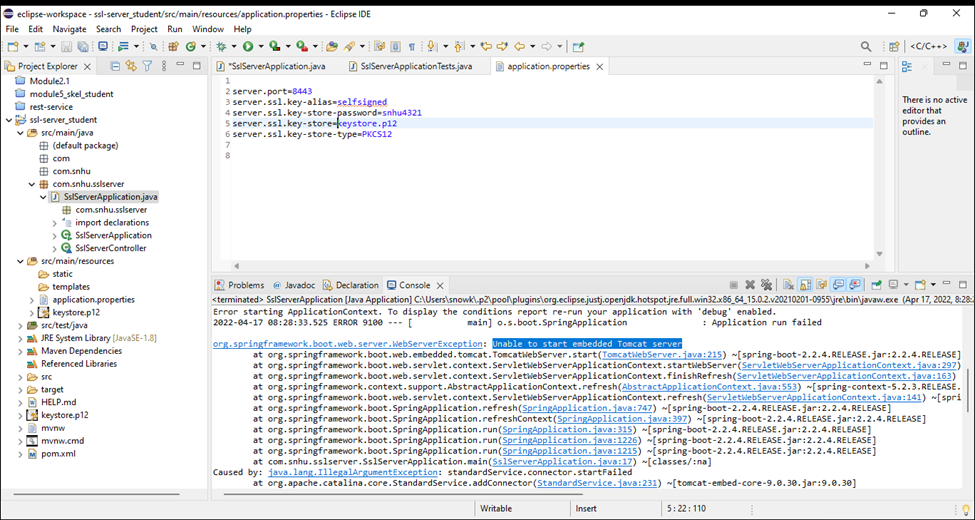 eclipse-workspace - ssl-server_student/src/main/resources/application.properties - Eclipse IDE
File Edit Navigate Search Project Run Window Help
<C/C++>
Project Explorer
*SslServerApplication.java SslServerApplicationTests.java application.properties
Module2.1
module5_skel_student
rest-service
ssl-server_student
src/main/java
(default package)
com
com.snhu
com.snhu.sslserver
SslServerApplication.java
com.snhu.sslserver
import declarations
SslServerApplication
SslServerController
src/main/resources
static
templates
application.properties
keystore.p12
src/test/java
JRE System Library [JavaSE-1.8]
Maven Dependencies
Referenced Libraries
src
target
HELP.md
keystore.p12
mvnw
mvnw.cmd
pom.xml
1
2 server.port=8443
3 server.ssl.key-alias=selfsigned
4 server.ssl.key-store-password=snhu4321
5 server.ssl.key-store=keystore.p12
6 server.ssl.key-store-type=PKCS12
7
8
There is no active
editor that
provides an
outline.
Problems Javadoc Declaration Console
<terminated> SslServerApplication [Java Application] C:\Users\snowk\.p2\pool\plugins\org.eclipse.justj.openjdk.hotspot.jre.full.win32.x86_64_15.0.2.v20210201-0955\jre\bin\javaw.exe (Apr 17, 2022, 8:28:2
Error starting ApplicationContext. To display the conditions report re-run your application with 'debug' enabled.
2022-04-17 08:28:33.525 ERROR 9100 --- [ main] o.s.boot.SpringApplication : Application run failed
org.springframework.boot.web.server.WebServerException: Unable to start embedded Tomcat server
at org.springframework.boot.web.embedded.tomcat.TomcatWebServer.start(TomcatWebServer.java:215) ~[spring-boot-2.2.4.RELEASE.jar:2.2.4.RELEASE]
at org.springframework.boot.web.servlet.context.ServletWebServerApplicationContext.startWebServer(ServletWebServerApplicationContext.java:297)
at org.springframework.boot.web.servlet.context.ServletWebServerApplicationContext.finishRefresh(ServletWebServerApplicationContext.java:163)
at org.springframework.context.support.AbstractApplicationContext.refresh(AbstractApplicationContext.java:553) ~[spring-context-5.2.3.RELEASE.
at org.springframework.boot.web.servlet.context.ServletWebServerApplicationContext.refresh(ServletWebServerApplicationContext.java:141) ~[spri
at org.springframework.boot.SpringApplication.refresh(SpringApplication.java:747) ~[spring-boot-2.2.4.RELEASE.jar:2.2.4.RELEASE]
at org.springframework.boot.SpringApplication.refreshContext(SpringApplication.java:397) ~[spring-boot-2.2.4.RELEASE.jar:2.2.4.RELEASE]
at org.springframework.boot.SpringApplication.run(SpringApplication.java:315) ~[spring-boot-2.2.4.RELEASE.jar:2.2.4.RELEASE]
at org.springframework.boot.SpringApplication.run(SpringApplication.java:1226) ~[spring-boot-2.2.4.RELEASE.jar:2.2.4.RELEASE]
at org.springframework.boot.SpringApplication.run(SpringApplication.java:1215) ~[spring-boot-2.2.4.RELEASE.jar:2.2.4.RELEASE]
at com.snhu.sslserver.SslServerApplication.main(SslServerApplication.java:17) ~[classes/:na]
Caused by: java.lang.IllegalArgumentException: standardService.connector.startFailed
at org.apache.catalina.core.StandardService.addConnector(StandardService.java:231) ~[tomcat-embed-core-9.0.30.jar:9.0.30]
Writable Insert 5 : 22 : 110